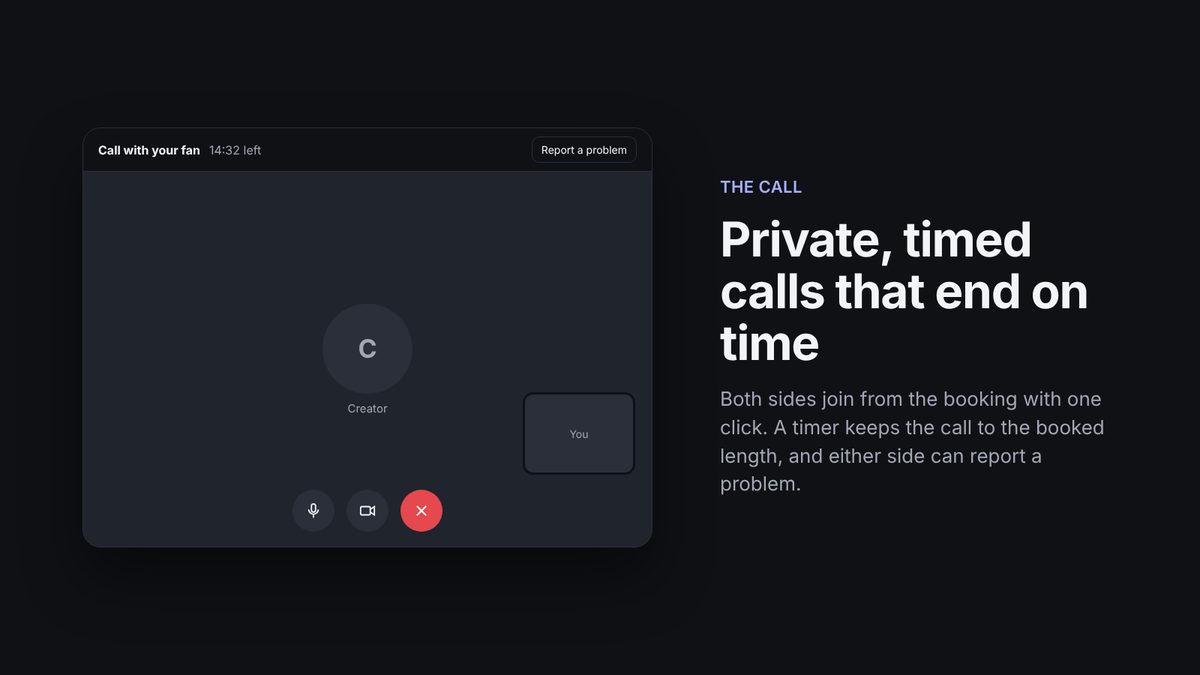 Call with your fan 14:32 left
Report a problem
C
Creator
You
THE CALL
Private, timed
calls that end on
time
Both sides join from the booking with one
click. A timer keeps the call to the booked
length, and either side can report a
problem.